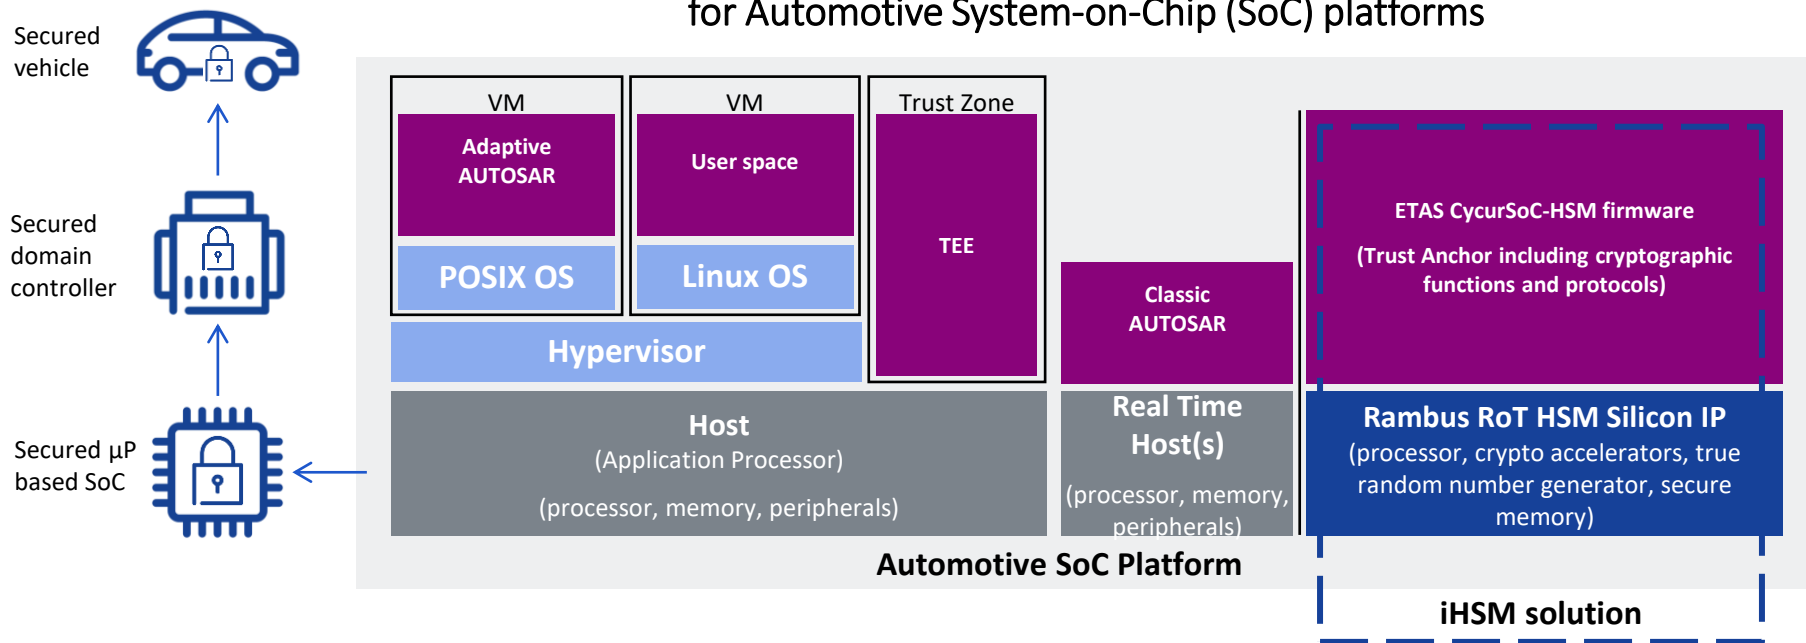 for Automotive System-on-Chip (SoC) platforms
Secured
vehicle
Secured
domain
controller
Secured µP
based SoC
VM
Adaptive
AUTOSAR
POSIX OS
VM
User space
Linux OS
Hypervisor
Trust Zone
TEE
Host
(Application Processor)
(processor, memory, peripherals)
Classic
AUTOSAR
Real Time
Host(s)
(processor, memory,
peripherals)
ETAS CycurSoC-HSM firmware
(Trust Anchor including cryptographic
functions and protocols)
Rambus RoT HSM Silicon IP
(processor, crypto accelerators, true
random number generator, secure
memory)
Automotive SoC Platform
iHSM solution